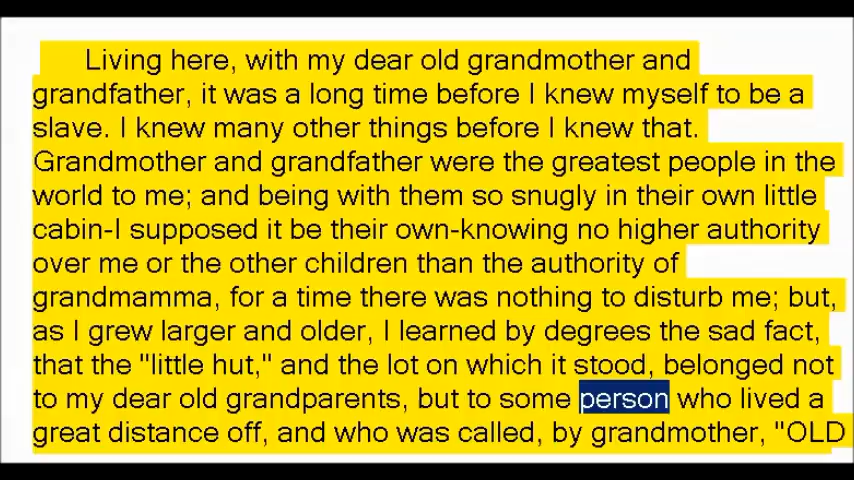 Living here, with my dear old grandmother and
grandfather, it was a long time before I knew myself to be a
slave. I knew many other things before I knew that.
Grandmother and grandfather were the greatest people in the
world to me; and being with them so snugly in their own little
cabin-I supposed it be their own-knowing no higher authority
over me or the other children than the authority of
grandmamma, for a time there was nothing to disturb me; but,
as I grew larger and older, I learned by degrees the sad fact,
that the "little hut," and the lot on which it stood, belonged not
to my dear old grandparents, but to some person who lived a
great distance off, and who was called, by grandmother, "OLD